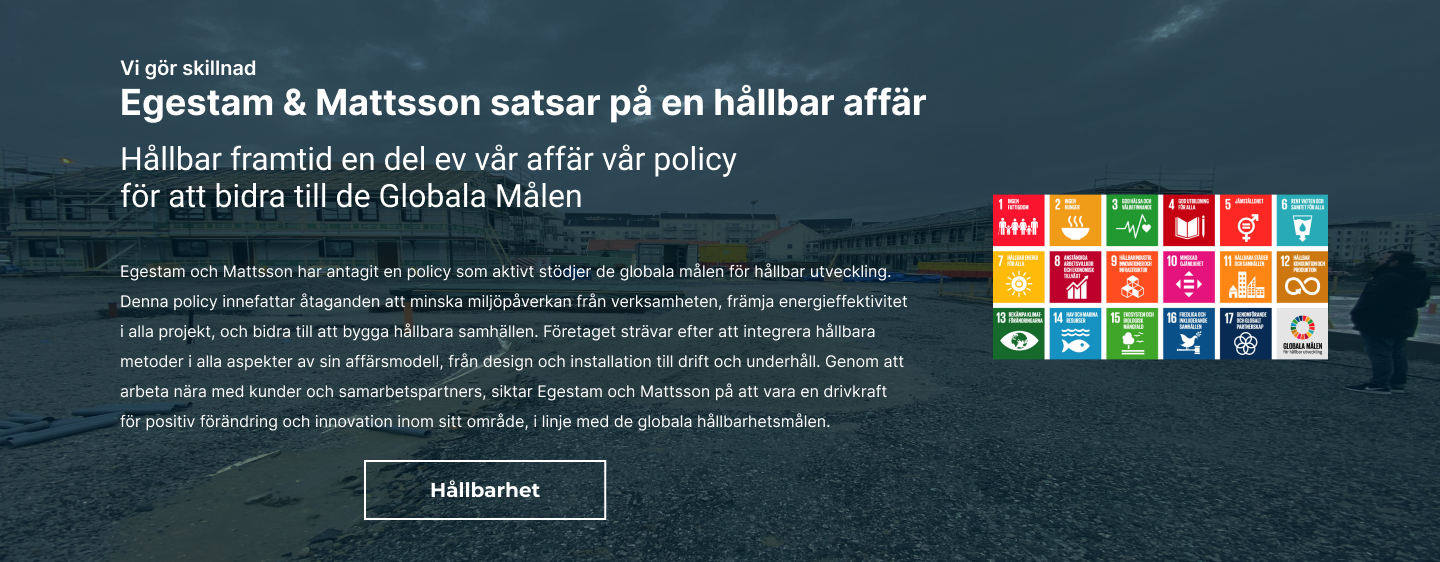 Vi gör skillnad
Egestam & Mattsson satsar på en hållbar affär
Hållbar framtid en del ev vår affär vår policy
för att bidra till de Globala Målen
Egestam och Mattsson har antagit en policy som aktivt stödjer de globala målen för hållbar utveckling.
Denna policy innefattar åtaganden att minska miljöpåverkan från verksamheten, främja energieffektivitet
i alla projekt, och bidra till att bygga hållbara samhällen. Företaget strävar efter att integrera hållbara
metoder i alla aspekter av sin affärsmodell, från design och installation till drift och underhåll. Genom att
arbeta nära med kunder och samarbetspartners, siktar Egestam och Mattsson på att vara en drivkraft
för positiv förändring och innovation inom sitt område, i linje med de globala hållbarhetsmålen.
Hållbarhet
1 INGEN
FATTIGDOM
2 INGEN
HUNGER
3 GOD HÄLSA OCH
VÄLBEFINNANDE
4 GOD UTBILDNING
FÖR ALLA
5 JÄMSTÄLLDHET
6 RENT VATTEN OCH
SANITET FÖR ALLA
7 HÅLLBAR ENERGI
FÖR ALLA
8 ANSTÄNDIGA
ARBETSVILLKOR
OCH EKONOMISK
TILLVÄXT
9 HÅLLBAR INDUSTRI,
INNOVATIONER OCH
INFRASTRUKTUR
10 MINSKAD
OJÄMLIKHET
11 HÅLLBARA STÄDER
OCH SAMHÄLLEN
12 HÅLLBAR
KONSUMTION OCH
PRODUKTION
13 BEKÄMPA KLIMAT-
FÖRÄNDRINGARNA
14 HAV OCH MARINA
RESURSER
15 EKOSYSTEM OCH
BIOLOGISK
MÅNGFALD
16 FREDLIGA OCH
INKLUDERANDE
SAMHÄLLEN
17 GENOMFÖRANDE
OCH GLOBALT
PARTNERSKAP
GLOBALA MÅLEN
för hållbar utveckling